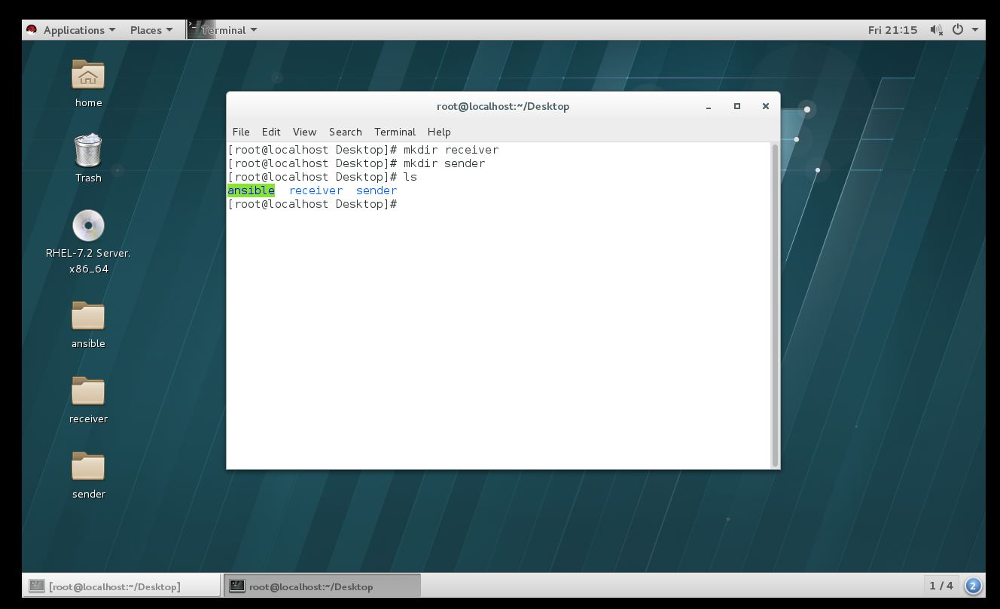 Applications Places Terminal Fri 21:15
home
Trash
RHEL-7.2 Server.
x86_64
ansible
receiver
sender
root@localhost:~/Desktop
File Edit View Search Terminal Help
[root@localhost Desktop]# mkdir receiver
[root@localhost Desktop]# mkdir sender
[root@localhost Desktop]# ls
ansible receiver sender
[root@localhost Desktop]#
[root@localhost:~/Desktop] root@localhost:~/Desktop 1 / 4 2